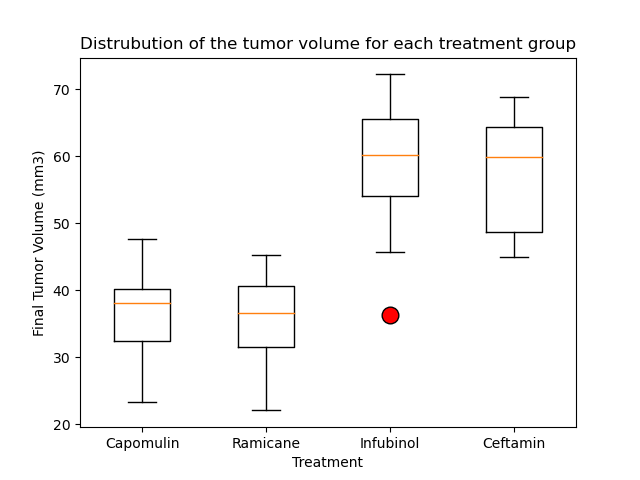 Distrubution of the tumor volume for each treatment group
Final Tumor Volume (mm3)
70
60
50
40
30
20
Capomulin Ramicane Infubinol Ceftamin
Treatment